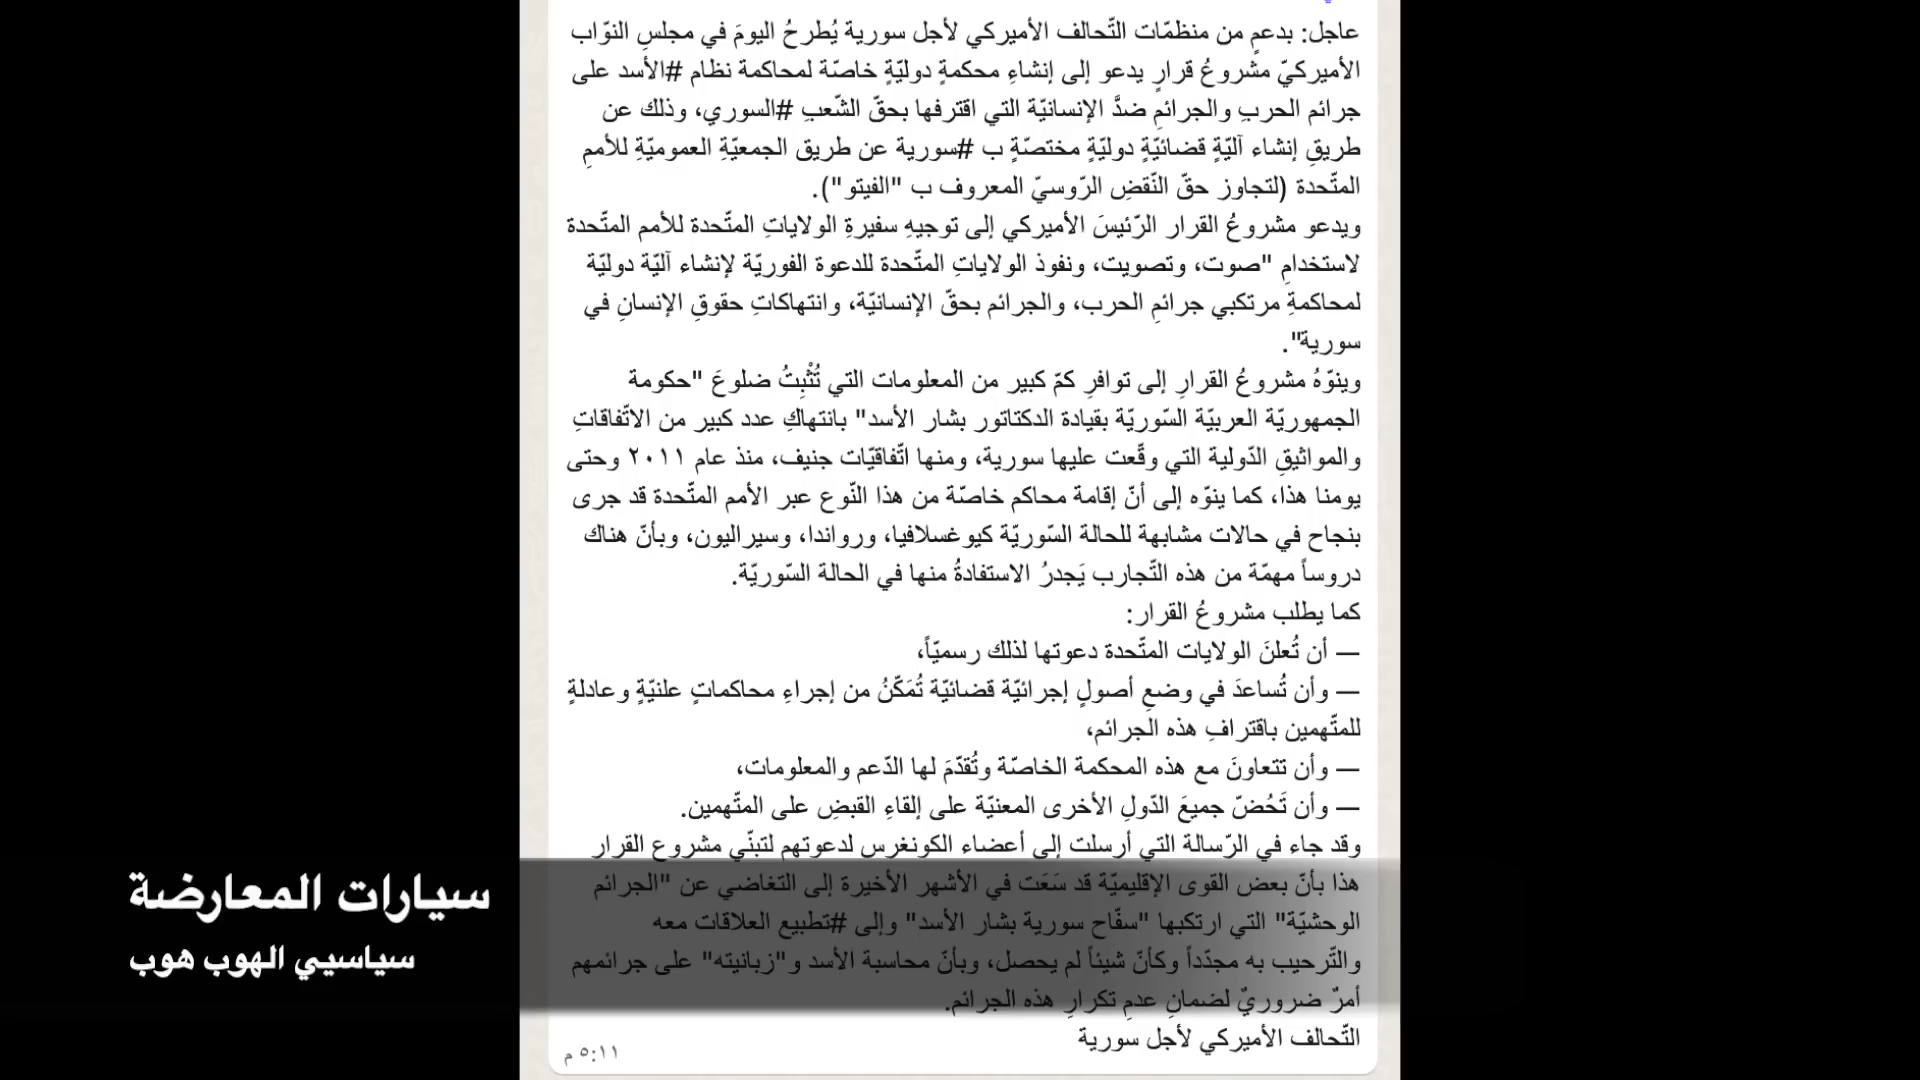 عاجل: بدعمٍ من منظمّات التّحالف الأميركي لأجل سورية يُطرحُ اليومَ في مجلسِ النوّاب
الأميركيّ مشروعُ قرارٍ يدعو إلى إنشاءِ محكمةٍ دوليّةٍ خاصّة لمحاكمة نظام #الأسد على
جرائم الحربِ والجرائمِ ضدَّ الإنسانيّة التي اقترفها بحقّ الشّعبِ #السوري، وذلك عن
طريقِ إنشاء آليّةٍ قضائيّةٍ دوليّةٍ مختصّةٍ ب #سورية عن طريق الجمعيّةِ العموميّةِ للأممِ
المتّحدة (لتجاوز حقّ النّقضِ الرّوسيّ المعروف ب "الفيتو").
ويدعو مشروعُ القرار الرّئيسَ الأميركي إلى توجيهِ سفيرةِ الولاياتِ المتّحدة للأمم المتّحدة
لاستخدامِ "صوت، وتصويت، ونفوذ الولاياتِ المتّحدة للدعوة الفوريّة لإنشاء آليّة دوليّة
لمحاكمةِ مرتكبي جرائمِ الحرب، والجرائم بحقّ الإنسانيّة، وانتهاكاتِ حقوقِ الإنسانِ في
سورية".
وينوّهُ مشروعُ القرارِ إلى توافرِ كمّ كبير من المعلومات التي تُثْبِتُ ضلوعَ "حكومة
الجمهوريّة العربيّة السّوريّة بقيادة الدكتاتور بشار الأسد" بانتهاكِ عدد كبير من الاتّفاقاتِ
والمواثيقِ الدّولية التي وقّعت عليها سورية، ومنها اتّفاقيّات جنيف، منذ عام ٢٠١١ وحتى
يومنا هذا، كما ينوّه إلى أنّ إقامة محاكم خاصّة من هذا النّوع عبر الأمم المتّحدة قد جرى
بنجاح في حالات مشابهة للحالة السّوريّة كيوغسلافيا، ورواندا، وسيراليون، وبأنّ هناك
دروساً مهمّة من هذه التّجارب يَجدرُ الاستفادةُ منها في الحالة السّوريّة.
كما يطلب مشروعُ القرار:
— أن تُعلنَ الولايات المتّحدة دعوتها لذلك رسميّاً،
— وأن تُساعدَ في وضعِ أصولٍ إجرائيّة قضائيّة تُمَكّنُ من إجراءِ محاكماتٍ علنيّةٍ وعادلةٍ
للمتّهمين باقترافِ هذه الجرائم،
— وأن تتعاونَ مع هذه المحكمة الخاصّة وتُقدّمَ لها الدّعم والمعلومات،
— وأن تَحُضّ جميعَ الدّولِ الأخرى المعنيّة على إلقاءِ القبضِ على المتّهمين.
وقد جاء في الرّسالة التي أرسلت إلى أعضاء الكونغرس لدعوتهم لتبنّي مشروع القرار
هذا بأنّ بعض القوى الإقليميّة قد سَعَت في الأشهر الأخيرة إلى التغاضي عن "الجرائم
الوحشيّة" التي ارتكبها "سفّاح سورية بشار الأسد" وإلى #تطبيع العلاقات معه
والتّرحيب به مجدّداً وكأنّ شيئاً لم يحصل، وبأنّ محاسبة الأسد و"زبانيته" على جرائمهم
أمرٌ ضروريٌ لضمانِ عدمِ تكرارِ هذه الجرائم.
التّحالف الأميركي لأجل سورية
٥:١١ م
سيارات المعارضة
سياسيي الهوب هوب